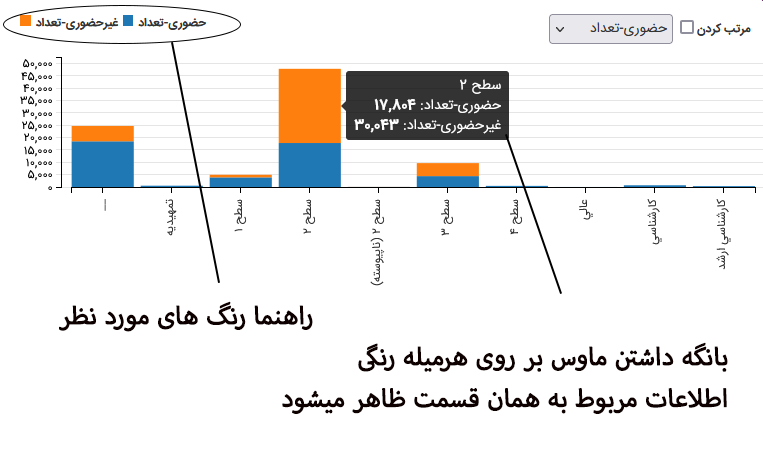 مرتب کردن
حضوری-تعداد
حضوری-تعداد
غیرحضوری-تعداد
۵۰,۰۰۰
۴۵,۰۰۰
۴۰,۰۰۰
۳۵,۰۰۰
۳۰,۰۰۰
۲۵,۰۰۰
۲۰,۰۰۰
۱۵,۰۰۰
۱۰,۰۰۰
۵,۰۰۰
۰
سطح ۲
حضوری-تعداد: ۱۷,۸۰۴
غیرحضوری-تعداد: ۳۰,۰۴۳
---
تمهیدیه
سطح ۱
سطح ۲
سطح ۲ (ناپیوسته)
سطح ۳
سطح ۴
عالي
کارشناسي
کارشناسي ارشد
راهنما رنگ های مورد نظر
بانگه داشتن ماوس بر روی هرمیله رنگی
اطلاعات مربوط به همان قسمت ظاهر میشود